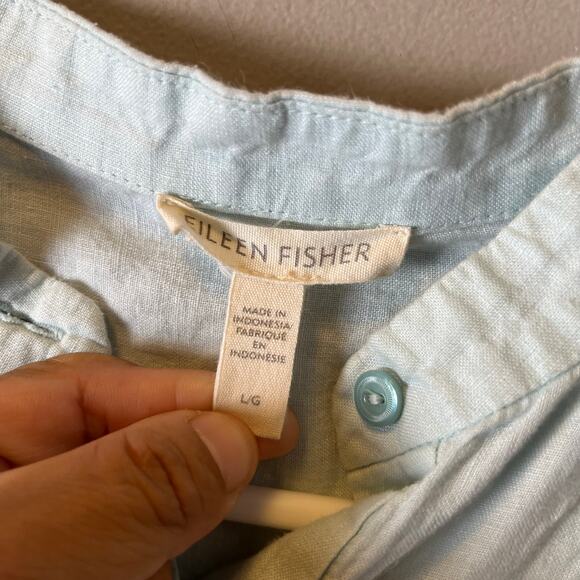 EILEEN FISHER
MADE IN
INDONESIA
FABRIQUÉ
EN
INDONÉSIE
L/G